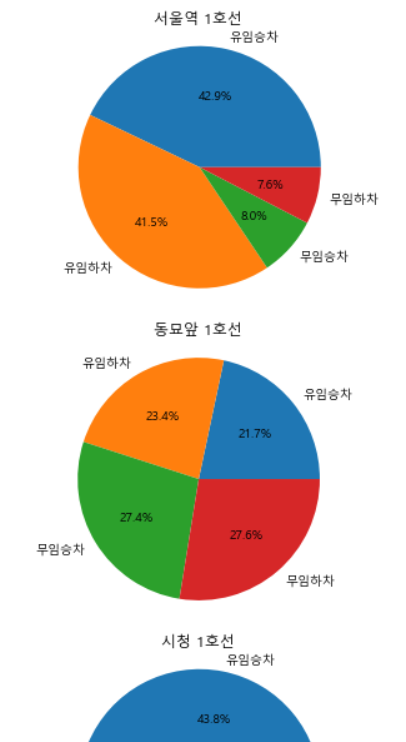 서울역 1호선
유임승차
42.9%
7.6%
무임하차
8.0%
41.5%
무임승차
유임하차
동묘앞 1호선
유임하차
유임승차
23.4%
21.7%
27.4%
27.6%
무임승차
무임하차
시청 1호선
유임승차
43.8%